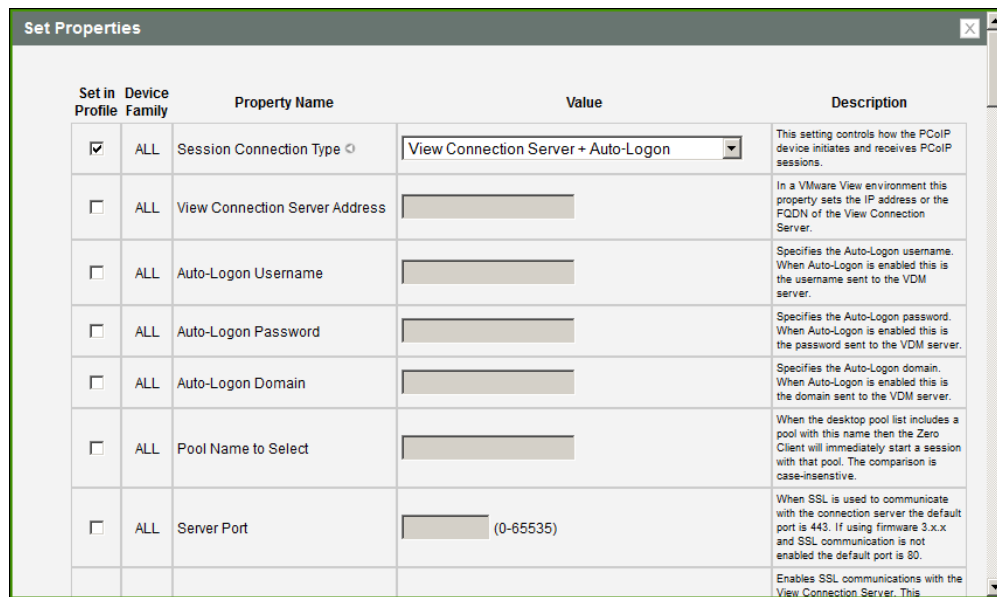 Set Properties
X
Set in Profile
Device Family
Property Name
Value
Description
ALL
Session Connection Type
View Connection Server + Auto-Logon
This setting controls how the PCoIP
device initiates and receives PCoIP
sessions.
ALL
View Connection Server Address
In a VMware View environment this
property sets the IP address or the
FQDN of the View Connection
Server.
ALL
Auto-Logon Username
Specifies the Auto-Logon username.
When Auto-Logon is enabled this is
the username sent to the VDM
server.
ALL
Auto-Logon Password
Specifies the Auto-Logon password.
When Auto-Logon is enabled this is
the password sent to the VDM server.
ALL
Auto-Logon Domain
Specifies the Auto-Logon domain.
When Auto-Logon is enabled this is
the domain sent to the VDM server.
ALL
Pool Name to Select
When the desktop pool list includes a
pool with this name then the Zero
Client will immediately start a session
with that pool. The comparison is
case-insenstive.
ALL
Server Port
(0-65535)
When SSL is used to communicate
with the connection server the default
port is 443. If using firmware 3.x.x
and SSL communication is not
enabled the default port is 80.
Enables SSL communications with the
View Connection Server. This